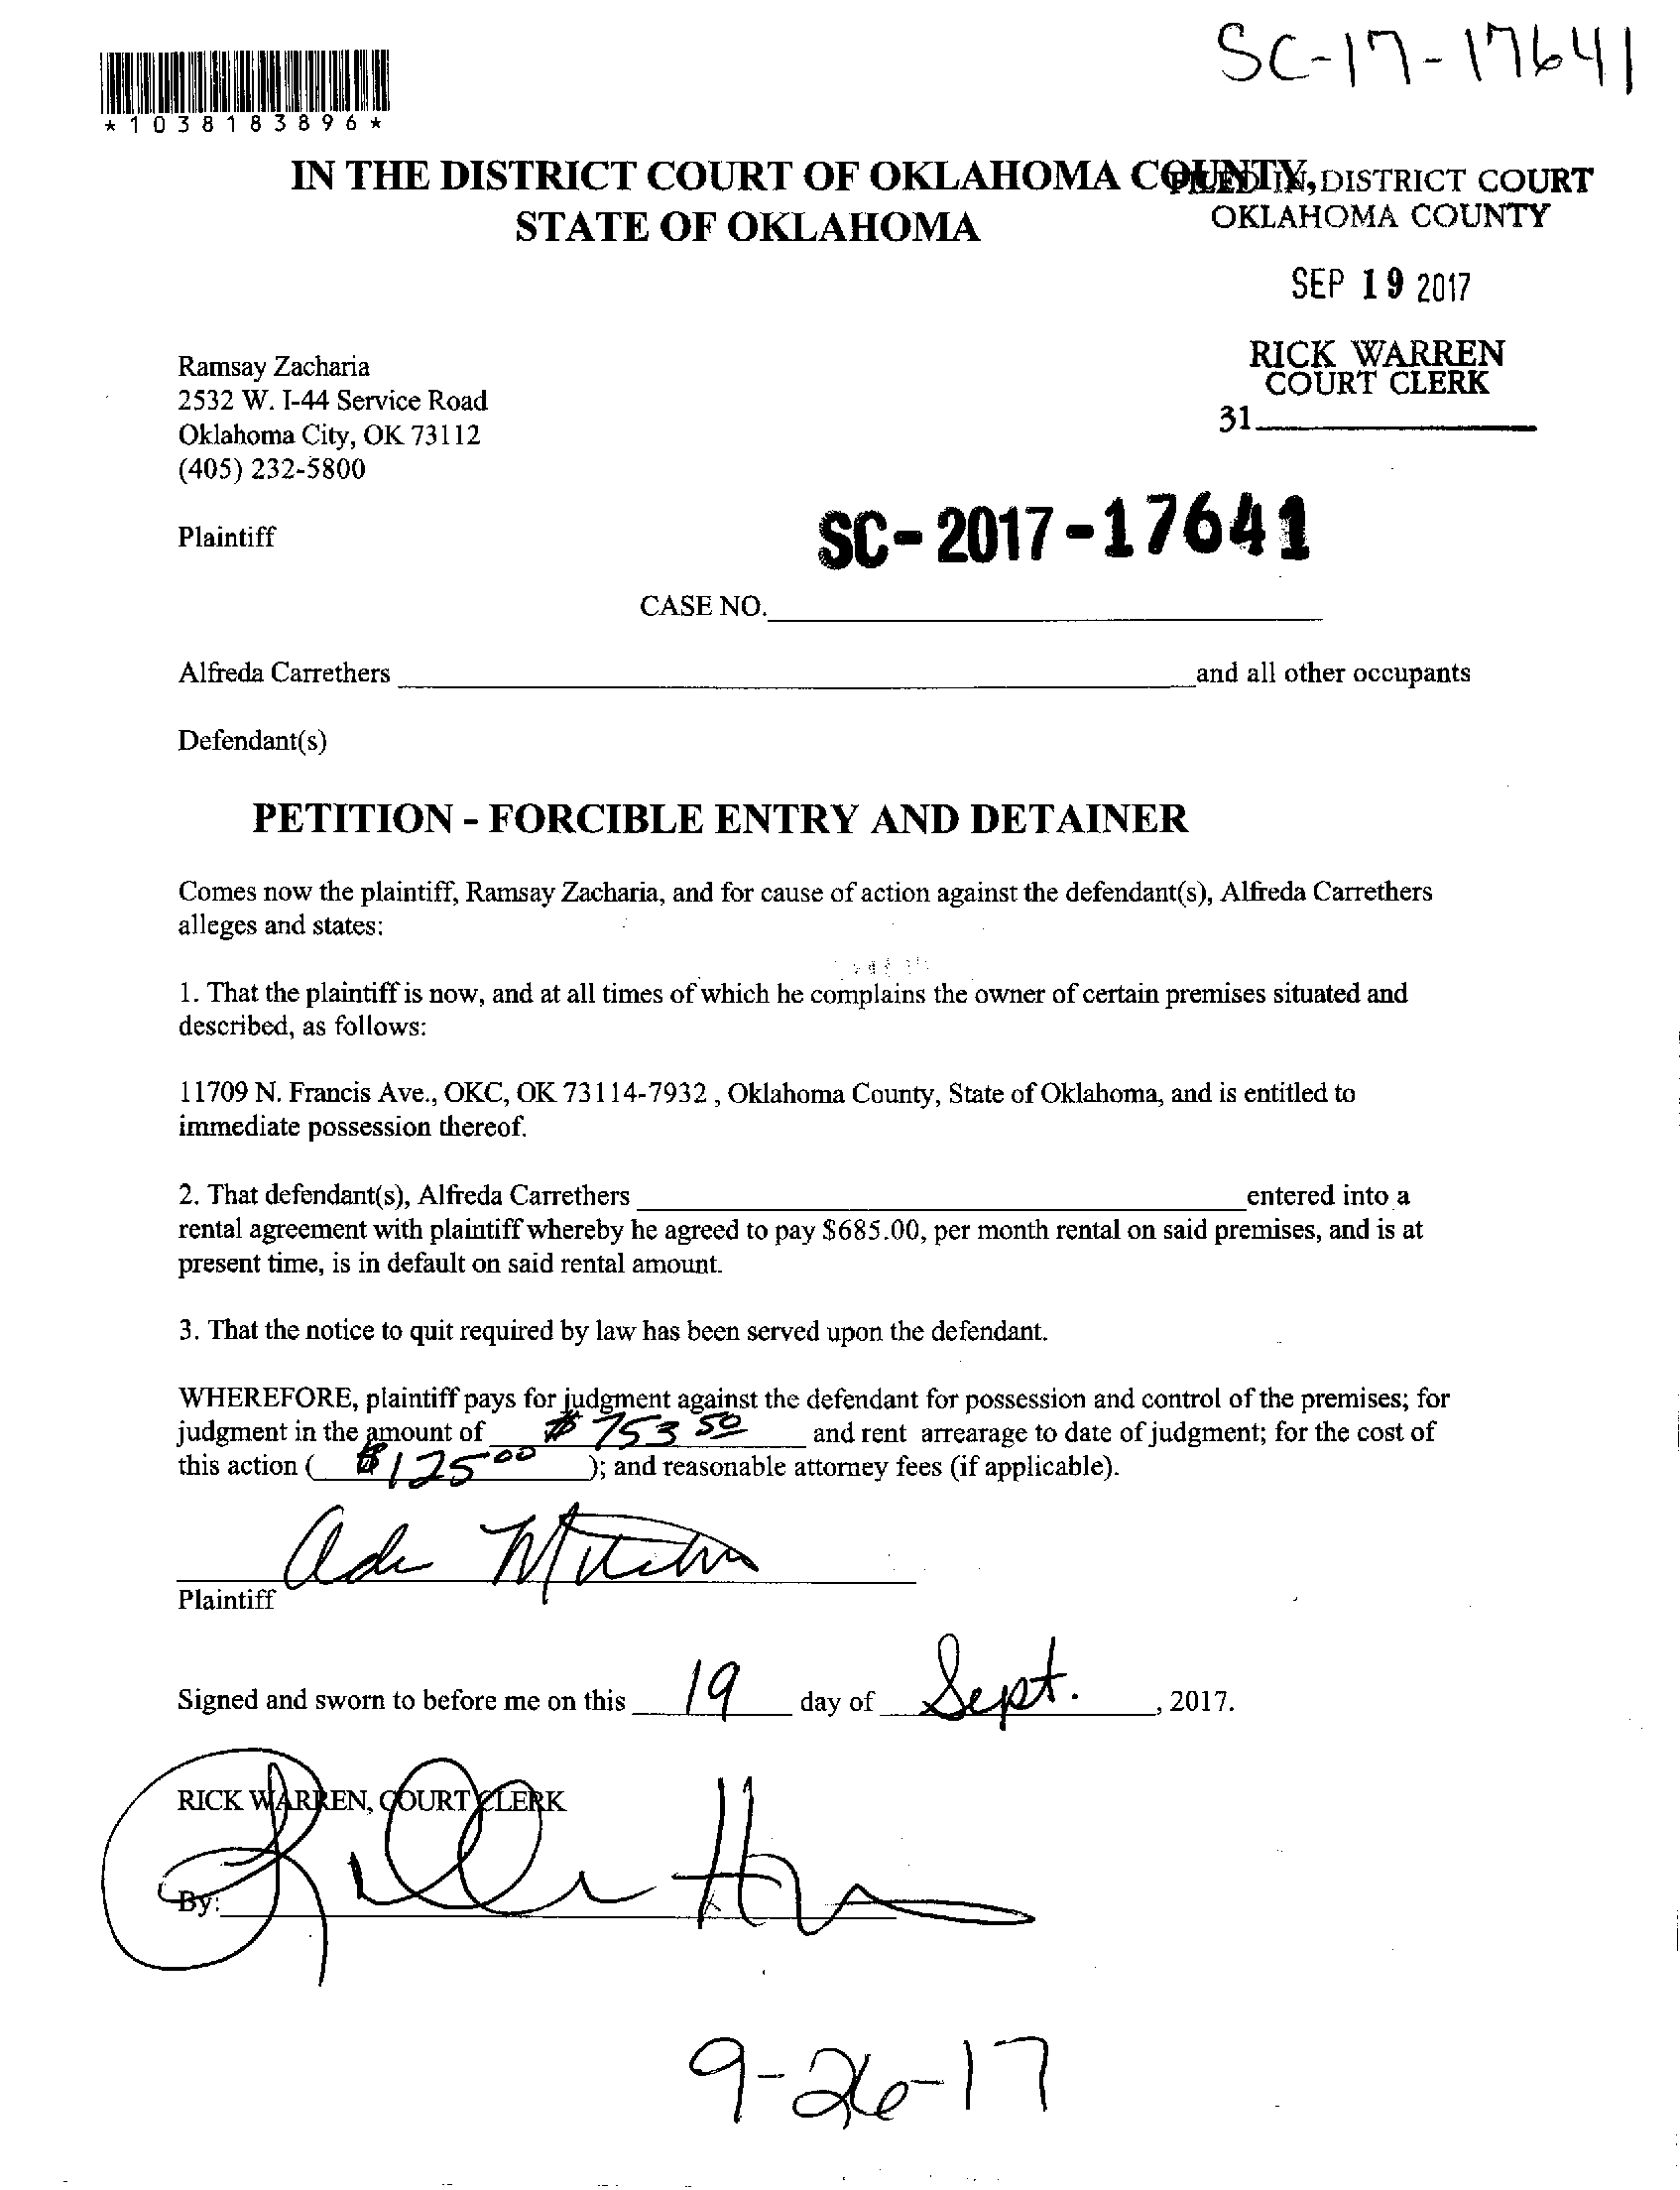 SC-17-17641
*1038183896*
IN THE DISTRICT COURT OF OKLAHOMA COUNTY,
STATE OF OKLAHOMA
FILED IN DISTRICT COURT
OKLAHOMA COUNTY
SEP 19 2017
RICK WARREN
COURT CLERK
31
Ramsay Zacharia
2532 W. I-44 Service Road
Oklahoma City, OK 73112
(405) 232-5800
Plaintiff
SC-2017-17641
CASE NO.
Alfreda Carrethers and all other occupants
Defendant(s)
PETITION - FORCIBLE ENTRY AND DETAINER
Comes now the plaintiff, Ramsay Zacharia, and for cause of action against the defendant(s), Alfreda Carrethers
alleges and states:
1. That the plaintiff is now, and at all times of which he complains the owner of certain premises situated and
described, as follows:
11709 N. Francis Ave., OKC, OK 73114-7932 , Oklahoma County, State of Oklahoma, and is entitled to
immediate possession thereof.
2. That defendant(s), Alfreda Carrethers entered into a
rental agreement with plaintiff whereby he agreed to pay $685.00, per month rental on said premises, and is at
present time, is in default on said rental amount.
3. That the notice to quit required by law has been served upon the defendant.
WHEREFORE, plaintiff pays for judgment against the defendant for possession and control of the premises; for
judgment in the amount of $ 753 50 and rent arrearage to date of judgment; for the cost of
this action ( $125 00 ); and reasonable attorney fees (if applicable).
Plaintiff
Signed and sworn to before me on this 19 day of Sept. , 2017.
RICK WARREN, COURT CLERK
By:
9-26-17